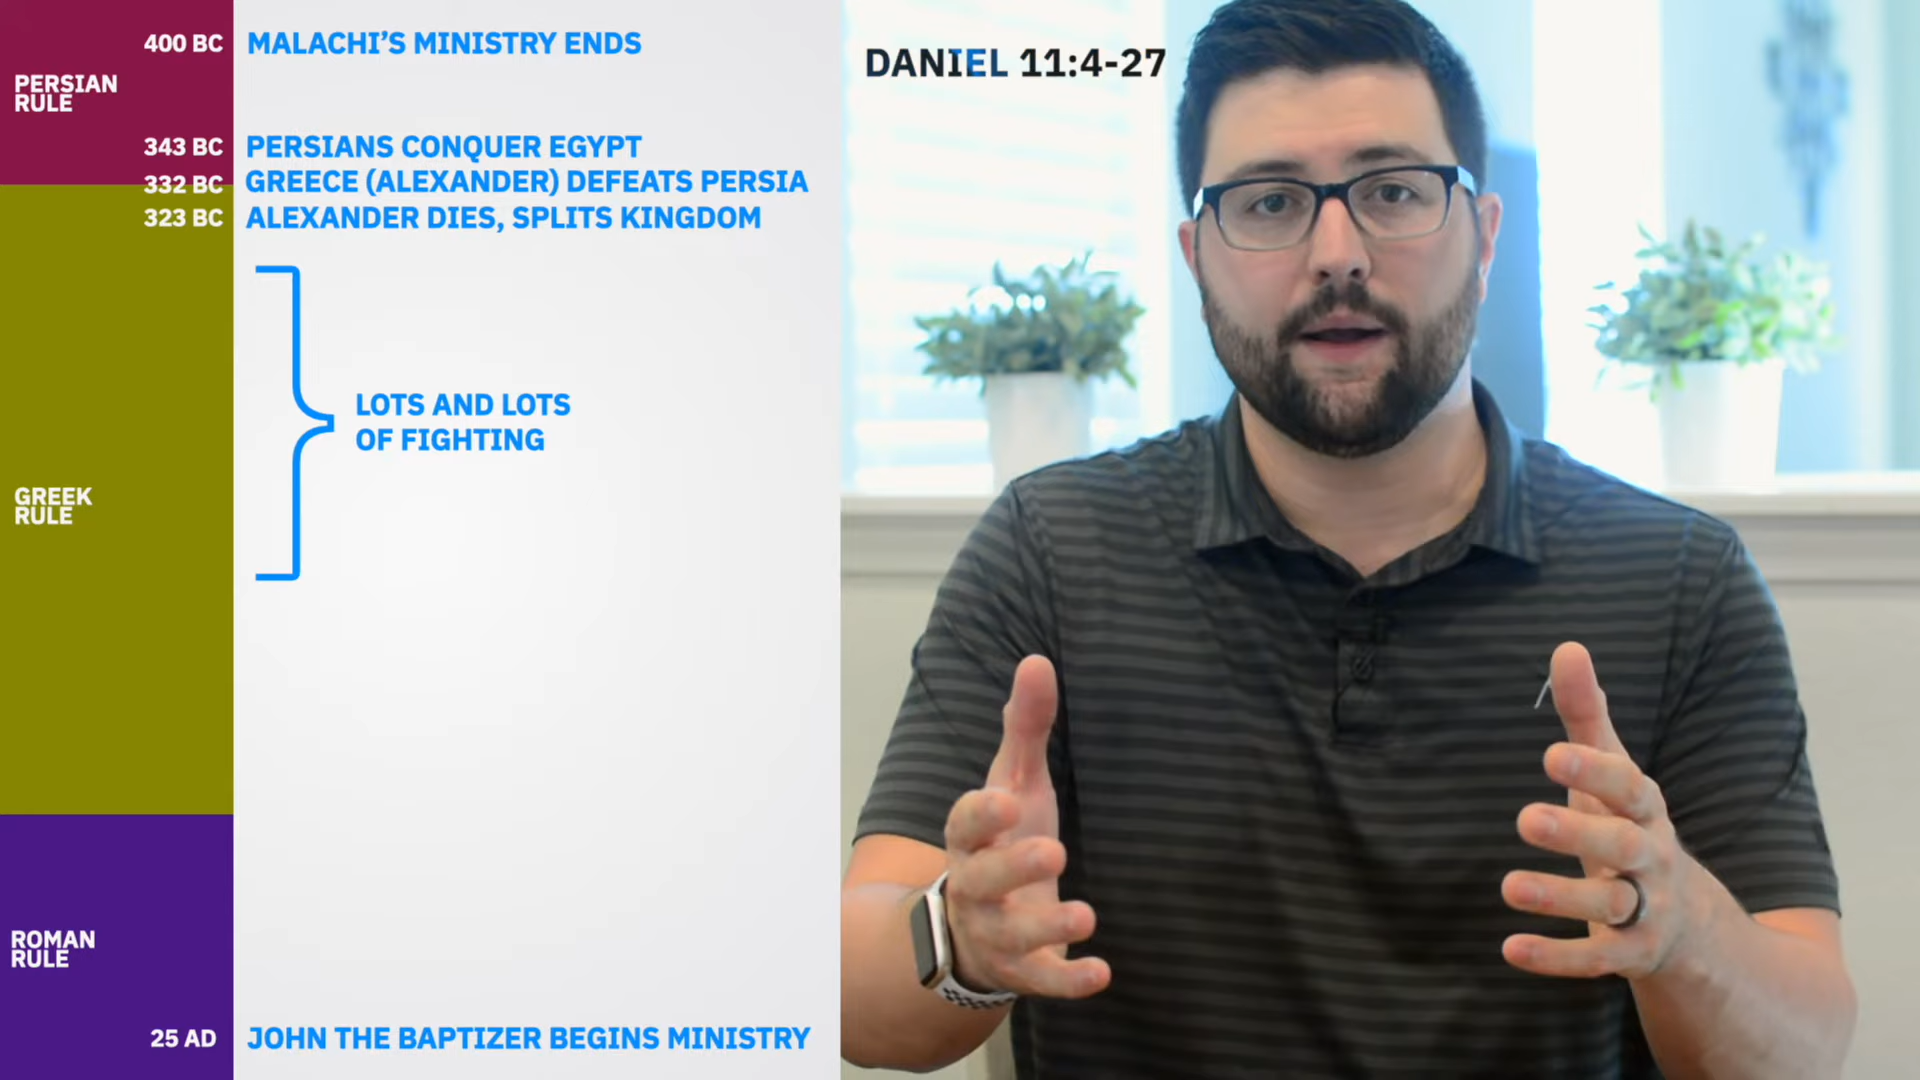 400 BC MALACHI'S MINISTRY ENDS
PERSIAN
RULE
343 BC PERSIANS CONQUER EGYPT
332 BC GREECE (ALEXANDER) DEFEATS PERSIA
323 BC ALEXANDER DIES, SPLITS KINGDOM
LOTS AND LOTS
OF FIGHTING
GREEK
RULE
ROMAN
RULE
25 AD JOHN THE BAPTIZER BEGINS MINISTRY
DANIEL 11:4-27